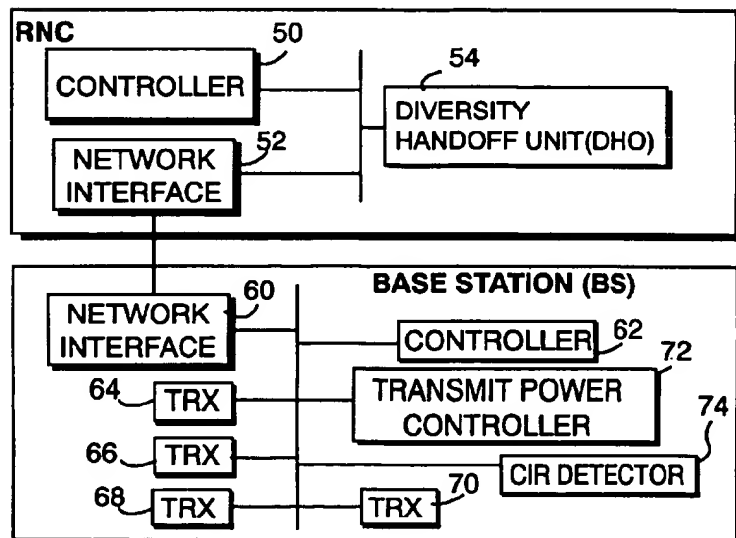 RNC
50
CONTROLLER
54
DIVERSITY
HANDOFF UNIT(DHO)
52
NETWORK
INTERFACE
BASE STATION (BS)
60
NETWORK
INTERFACE
CONTROLLER
62
72
64
TRX
TRANSMIT POWER
CONTROLLER
74
66
TRX
CIR DETECTOR
68
TRX
TRX
70